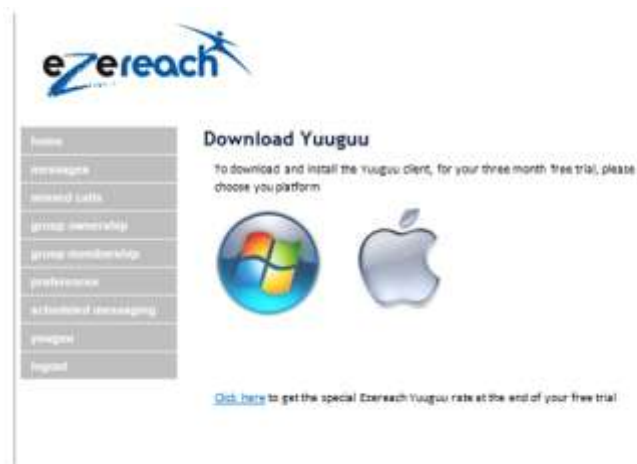 ezereach
home
messages
missed calls
group ownership
group membership
preferences
scheduled messaging
yuuguu
logout
Download Yuuguu
To download and install the Yuuguu client, for your three month free trial, please
choose you platform
Click here to get the special Ezereach Yuuguu rate at the end of your free trial